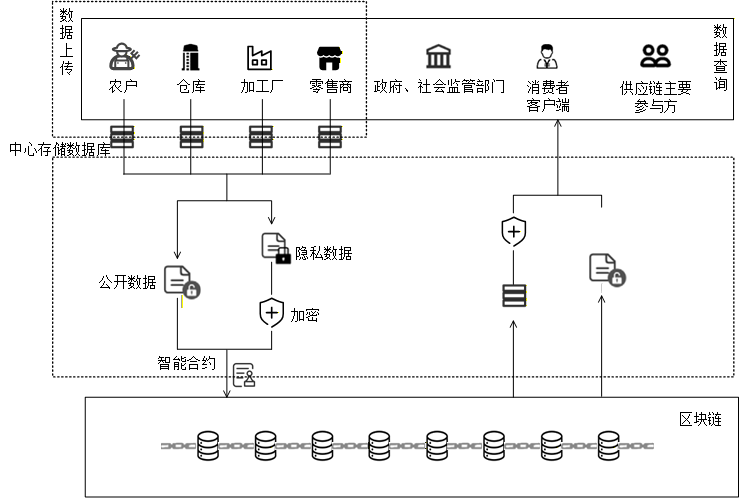 数据上传
数据查询
农户
仓库
加工厂
零售商
政府、社会监管部门
消费者
客户端
供应链主要
参与方
中心存储数据库
隐私数据
公开数据
加密
智能合约
区块链